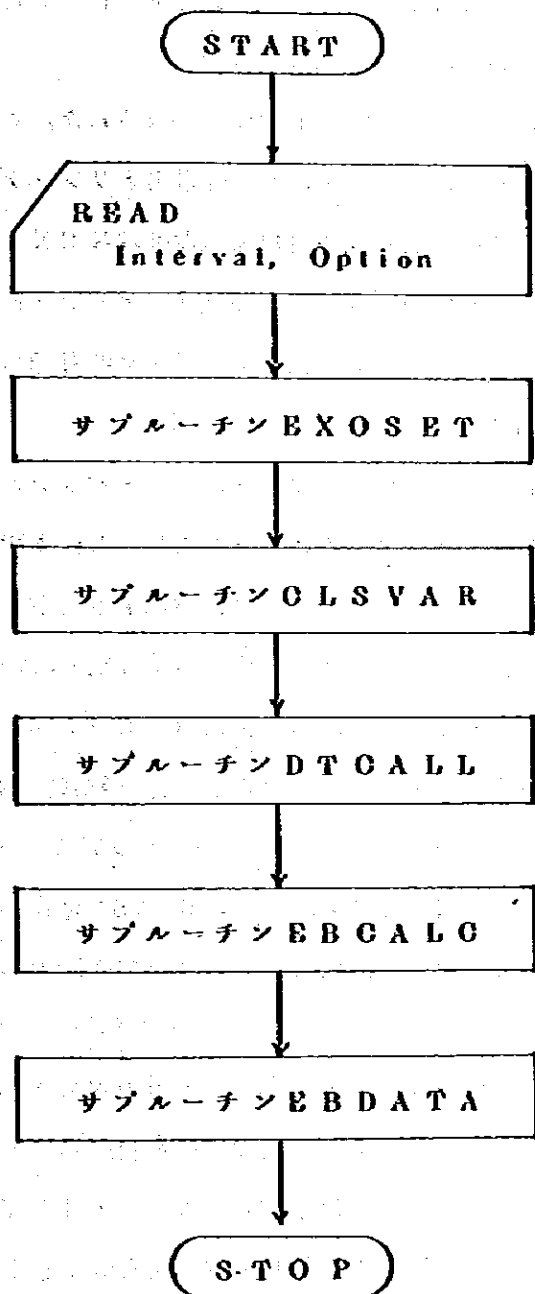 START
READ
Interval, Option
サブルーチンEXOSET
サブルーチンCLSVAR
サブルーチンDTCALL
サブルーチンEBCALC
サブルーチンEBDATA
STOP